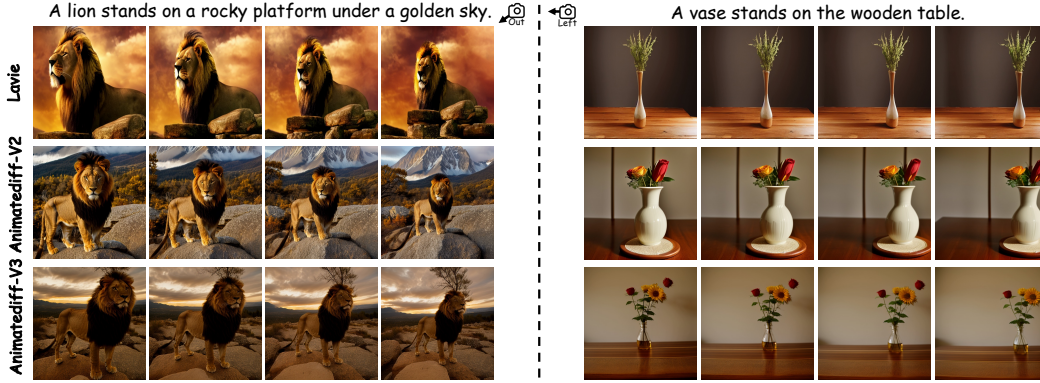 A lion stands on a rocky platform under a golden sky.
Out
Left
A vase stands on the wooden table.
Lavie
Animatediff-V2
Animatediff-V3